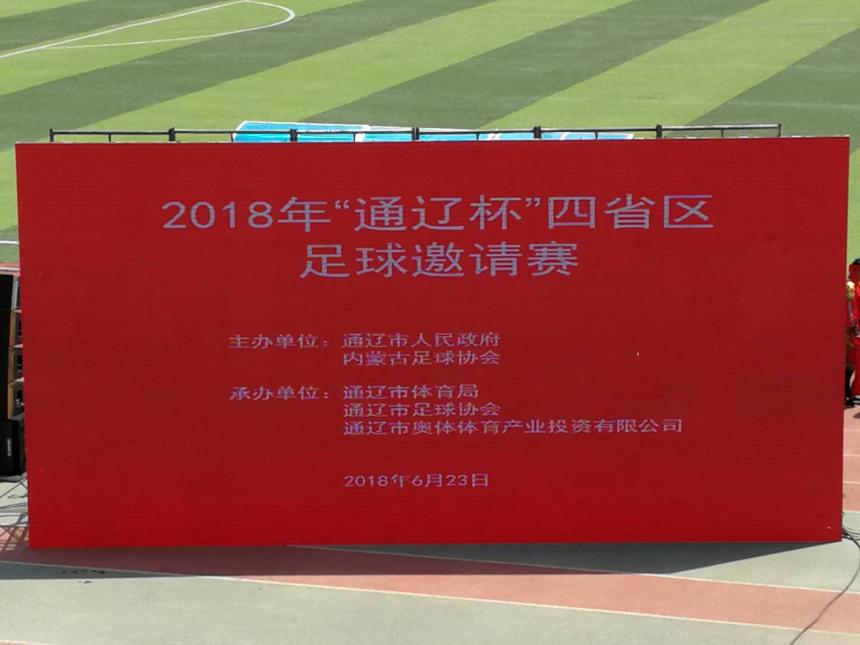 2018年“通辽杯”四省区
足球邀请赛
主办单位：通辽市人民政府
内蒙古足球协会
承办单位：通辽市体育局
通辽市足球协会
通辽市奥体体育产业投资有限公司
2018年6月23日